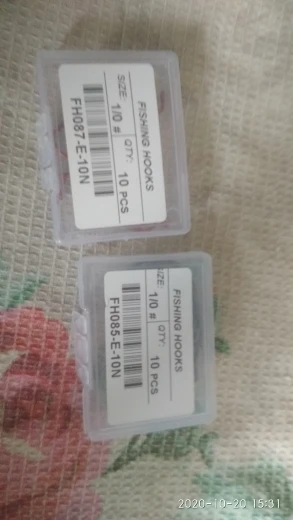 FISHING HOOKS
SIZE: 1/0 # QTY: 10 PCS
FH087-E-10N
FISHING HOOKS
IZE: 1/0 # QTY: 10 PCS
FH085-E-10N
2020-10-20 15:31